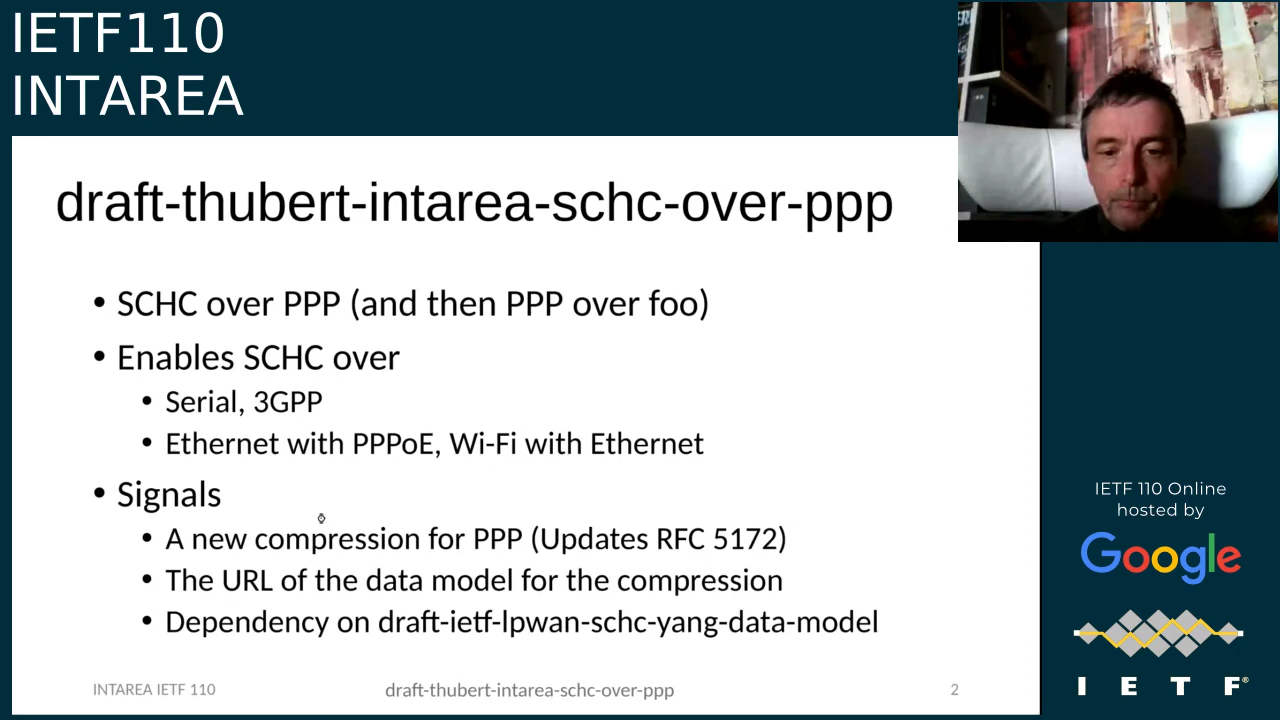 IETF110
INTAREA
draft-thubert-intarea-schc-over-ppp
• SCHC over PPP (and then PPP over foo)
• Enables SCHC over
• Serial, 3GPP
• Ethernet with PPPoE, Wi-Fi with Ethernet
• Signals
• A new compression for PPP (Updates RFC 5172)
• The URL of the data model for the compression
• Dependency on draft-ietf-lpwan-schc-yang-data-model
INTAREA IETF 110
draft-thubert-intarea-schc-over-ppp
2
IETF 110 Online
hosted by
Google
I E T F®